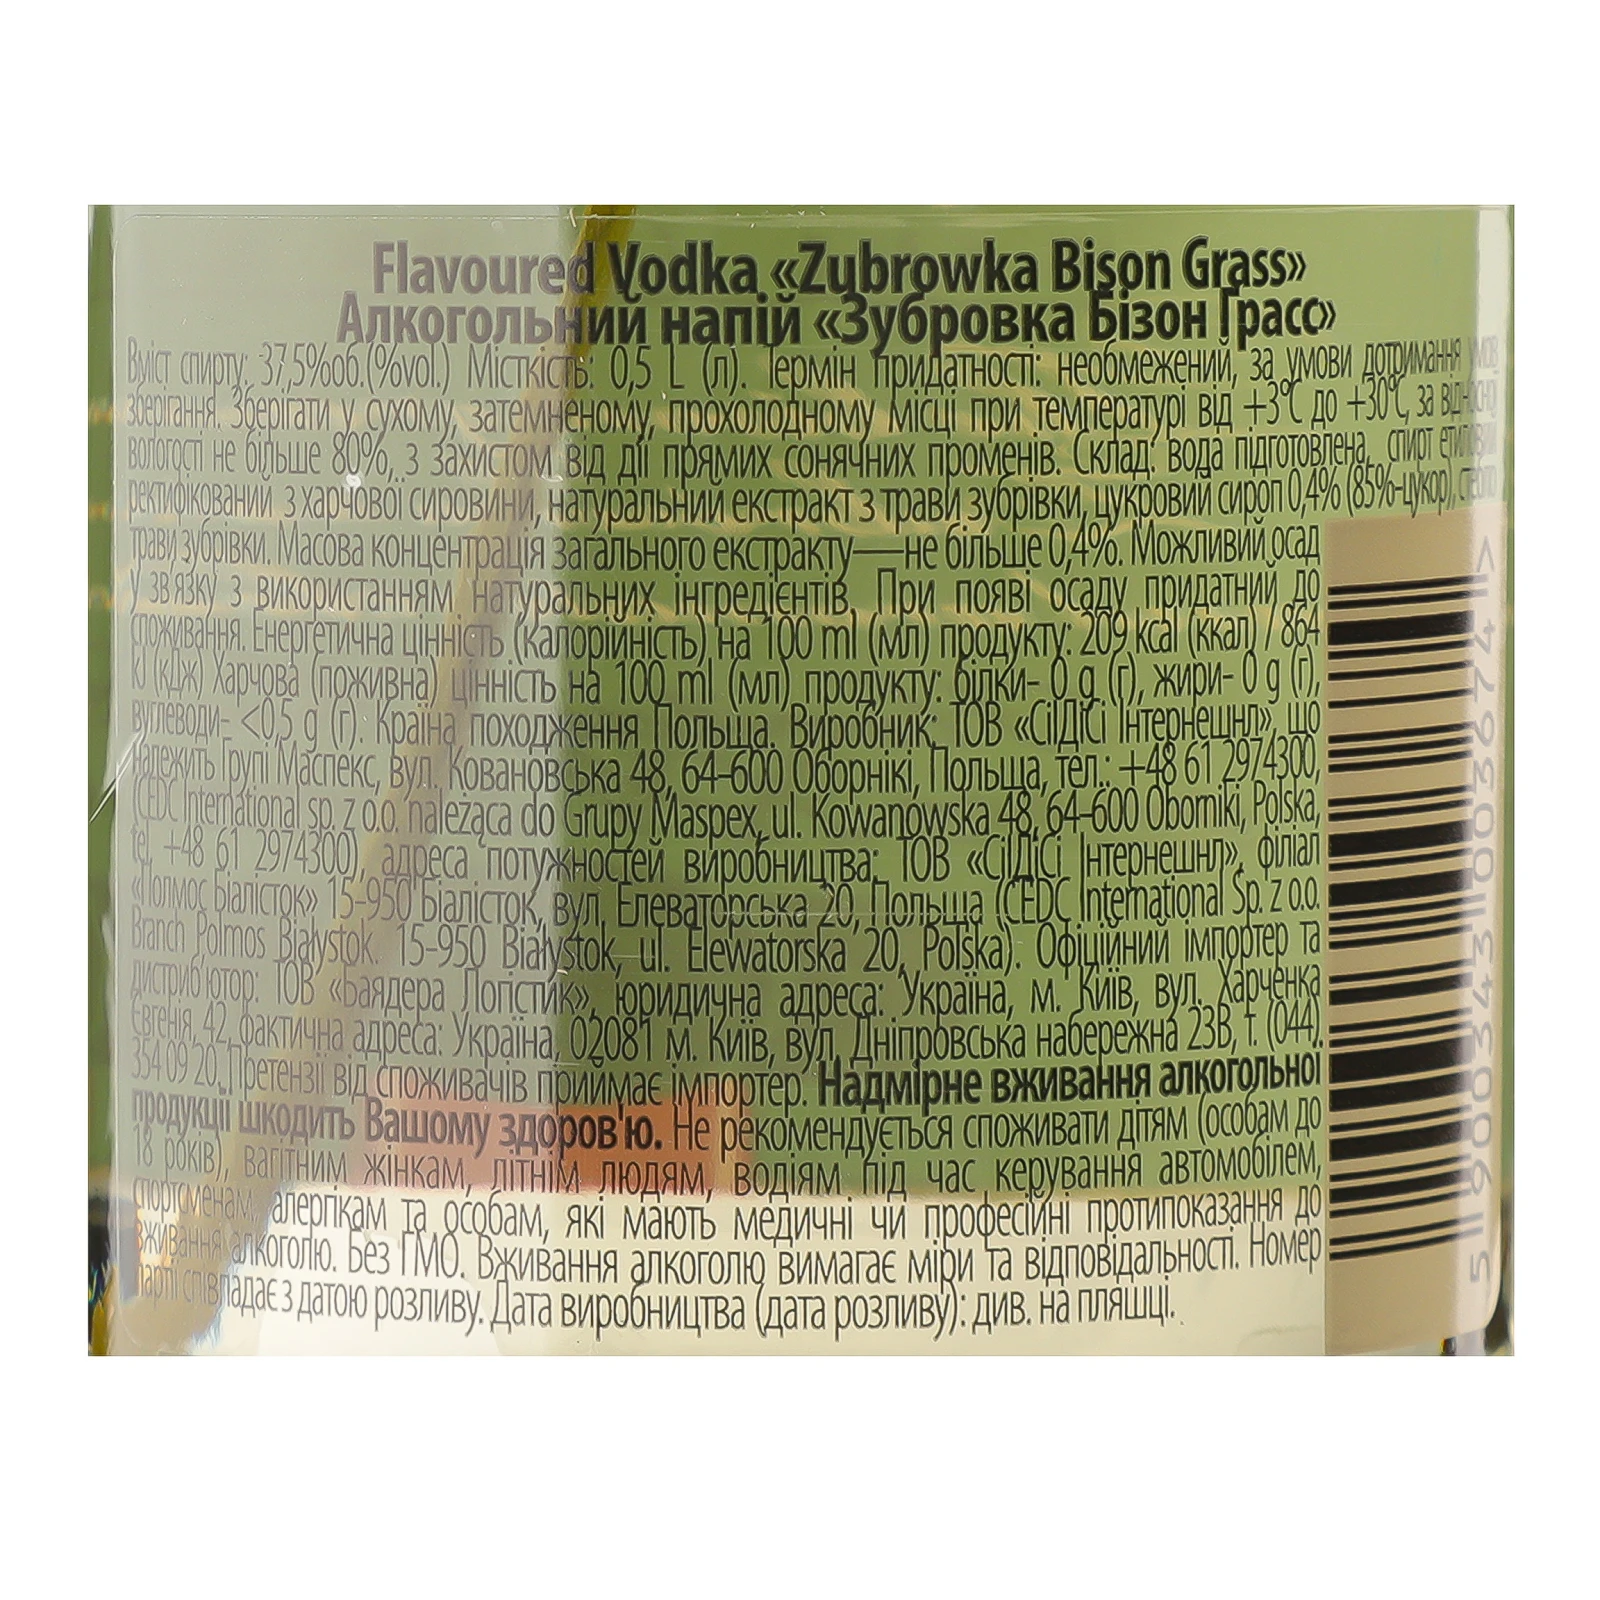 Flavoured Vodka «Zubrowka Bison Grass»
Алкогольний напій «Зубровка Бізон Грасс»
Вміст спирту: 37,5%об.(%vol.) Місткість: 0,5 L (л). Термін придатності: необмежений, за умови дотримання умов
зберігання. Зберігати у сухому, затемненому, прохолодному місці при температурі від +3°С до +30°С, за відносної
вологості не більше 80%, з захистом від дії прямих сонячних променів. Склад: вода підготовлена, спирт етиловий
ректифікований з харчової сировини, натуральний екстракт з трави зубрівки, цукровий сироп 0,4% (85%-цукор), стебло
трави зубрівки. Масова концентрація загального екстракту—не більше 0,4%. Можливий осад
у зв'язку з використанням натуральних інгредієнтів. При появі осаду придатний до
споживання. Енергетична цінність (калорійність) на 100 ml (мл) продукту: 209 kcal (ккал) / 864
kJ (кДж) Харчова (поживна) цінність на 100 ml (мл) продукту: білки- 0 g (г), жири- 0 g (г),
вуглеводи- <0,5 g (г). Країна походження Польща. Виробник: ТОВ «СіІДіСі Інтернешнл», що
належить Групі Маспекс, вул. Ковановська 48, 64-600 Оборнікі, Польща, тел.: +48 61 2974300,
(CEDC International sp. z o.o. należąca do Grupy Maspex, ul. Kowanowska 48, 64-600 Oborniki, Polska,
tel. +48 61 2974300), адреса потужностей виробництва: ТОВ «СіІДіСі Інтернешнл», філіал
«Полмос Біалісток» 15-950 Біалісток, вул. Елеваторська 20, Польща (CEDC International Sp. z o.o.
Branch Polmos Białystok. 15-950 Białystok, ul. Elewatorska 20, Polska). Офіційний імпортер та
дистриб'ютор: ТОВ «Баядера Логістик», юридична адреса: Україна, м. Київ, вул. Харченка
Євгенія, 42, фактична адреса: Україна, 02081 м. Київ, вул. Дніпровська набережна 23В, т. (044)
354 09 20. Претензії від споживачів приймає імпортер. Надмірне вживання алкогольної
продукції шкодить Вашому здоров'ю. Не рекомендується споживати дітям (особам до
18 років), вагітним жінкам, літнім людям, водіям під час керування автомобілем,
спортсменам, алергікам та особам, які мають медичні чи професійні протипоказання до
вживання алкоголю. Без ГМО. Вживання алкоголю вимагає міри та відповідальності. Номер
партії співпадає з датою розливу. Дата виробництва (дата розливу): див. на пляшці.
5 900343 003674 >